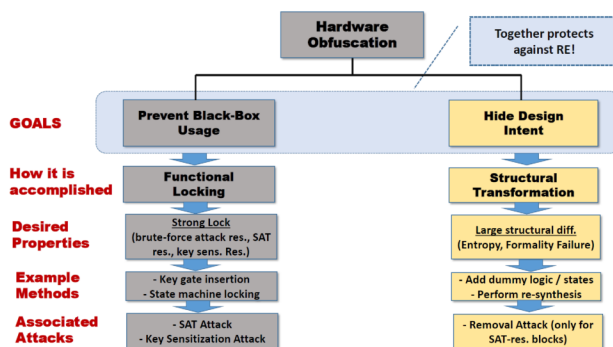 Hardware
Obfuscation
Together protects
against RE!
GOALS
Prevent Black-Box
Usage
Hide Design
Intent
How it is
accomplished
Functional
Locking
Structural
Transformation
Desired
Properties
Strong Lock
(brute-force attack res., SAT
res., key sens. Res.)
Large structural diff.
(Entropy, Formality Failure)
Example
Methods
- Key gate insertion
- State machine locking
- Add dummy logic / states
- Perform re-synthesis
Associated
Attacks
- SAT Attack
- Key Sensitization Attack
- Removal Attack (only for
SAT-res. blocks)